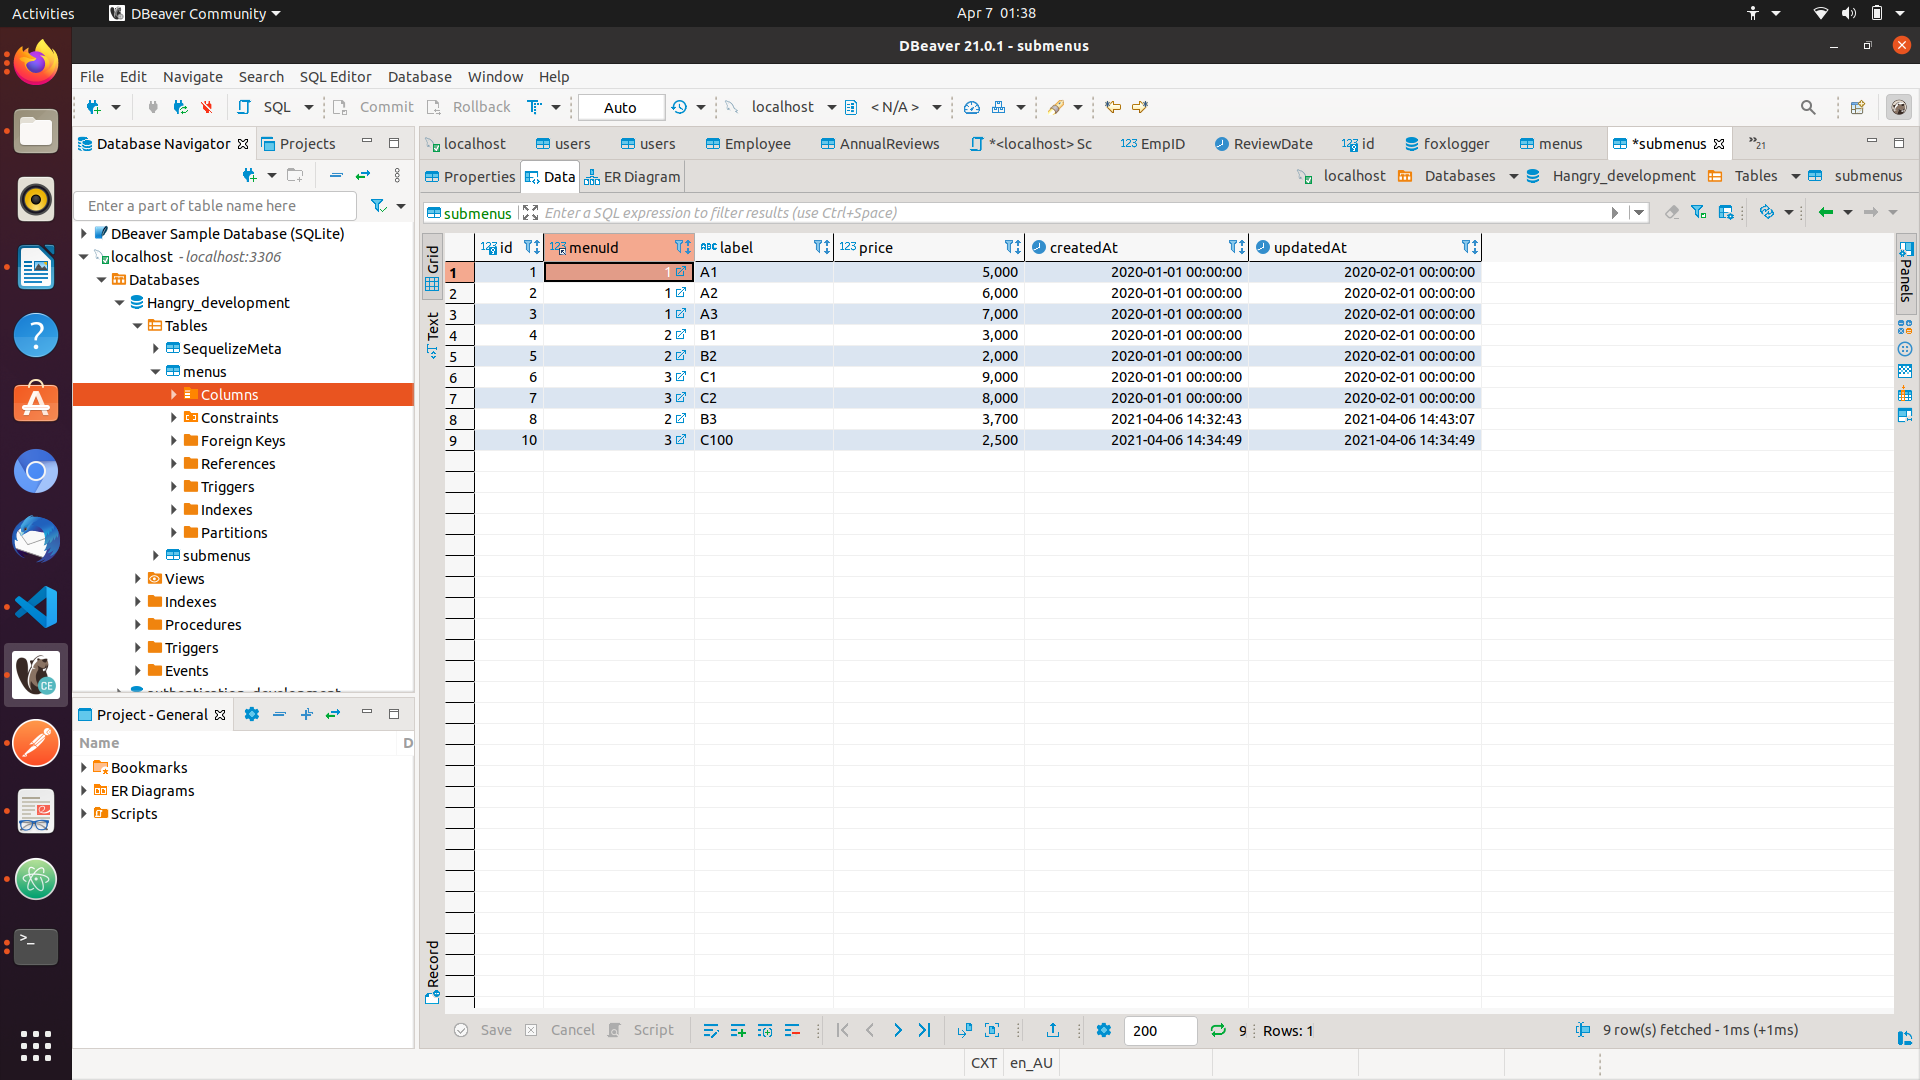 Activities DBeaver Community Apr 7 01:38
DBeaver 21.0.1 - submenus
File Edit Navigate Search SQL Editor Database Window Help
SQL Commit Rollback Auto localhost < N/A >
Database Navigator Projects
localhost users users Employee AnnualReviews *<localhost> Sc 123 EmpID ReviewDate 123 id foxlogger menus *submenus »21
Properties Data ER Diagram localhost Databases Hangry_development Tables submenus
Enter a part of table name here
submenus Enter a SQL expression to filter results (use Ctrl+Space)
DBeaver Sample Database (SQLite)
localhost - localhost:3306
Databases
Hangry_development
Tables
SequelizeMeta
menus
Columns
Constraints
Foreign Keys
References
Triggers
Indexes
Partitions
submenus
Views
Indexes
Procedures
Triggers
Events
authentication_development
Project - General
Name D
Bookmarks
ER Diagrams
Scripts
Grid
Text
Record
Panels
123 id 123 menuId ABC label 123 price createdAt updatedAt
1 1 1 A1 5,000 2020-01-01 00:00:00 2020-02-01 00:00:00
2 2 1 A2 6,000 2020-01-01 00:00:00 2020-02-01 00:00:00
3 3 1 A3 7,000 2020-01-01 00:00:00 2020-02-01 00:00:00
4 4 2 B1 3,000 2020-01-01 00:00:00 2020-02-01 00:00:00
5 5 2 B2 2,000 2020-01-01 00:00:00 2020-02-01 00:00:00
6 6 3 C1 9,000 2020-01-01 00:00:00 2020-02-01 00:00:00
7 7 3 C2 8,000 2020-01-01 00:00:00 2020-02-01 00:00:00
8 8 2 B3 3,700 2021-04-06 14:32:43 2021-04-06 14:43:07
9 10 3 C100 2,500 2021-04-06 14:34:49 2021-04-06 14:34:49
Save Cancel Script 200 9 Rows: 1 9 row(s) fetched - 1ms (+1ms)
CXT en_AU